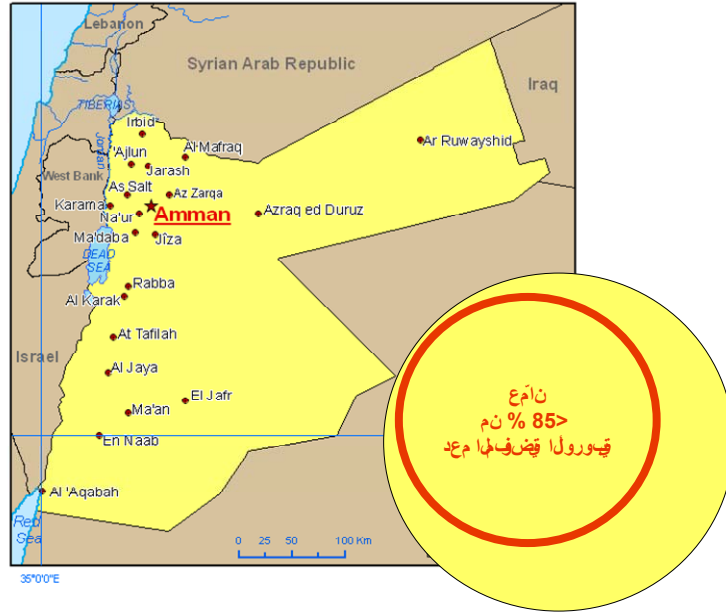 Lebanon
Syrian Arab Republic
Iraq
TIBERIAS
Irbid
Jordan
'Ajlun
Al Mafraq
Jarash
Ar Ruwayshid
West Bank
As Salt
Az Zarqa
Karama
Na'ur
Amman
Azraq ed Duruz
Ma'daba
Jîza
DEAD SEA
Rabba
Al Karak
At Tafilah
Israel
Al Jaya
El Jafr
Ma'an
En Naab
Al 'Aqabah
Red Sea
0 25 50 100 Km
35°0'0"E
عمّان
>85 % من
دعم